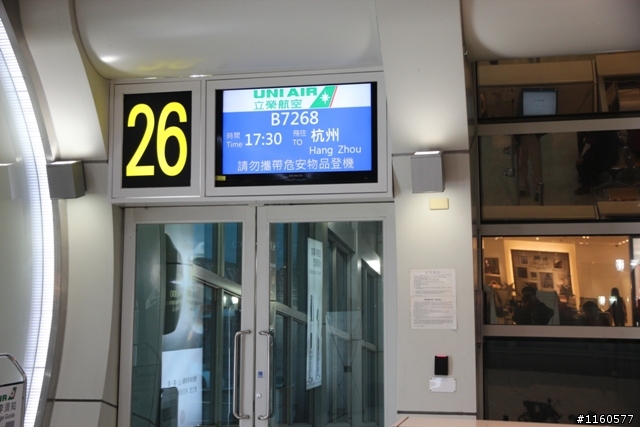 26
UNI AIR
立榮航空
B7268
時間 飛往 杭州
Time 17:30 TO
Hang Zhou
請勿攜帶危安物品登機
#1160577